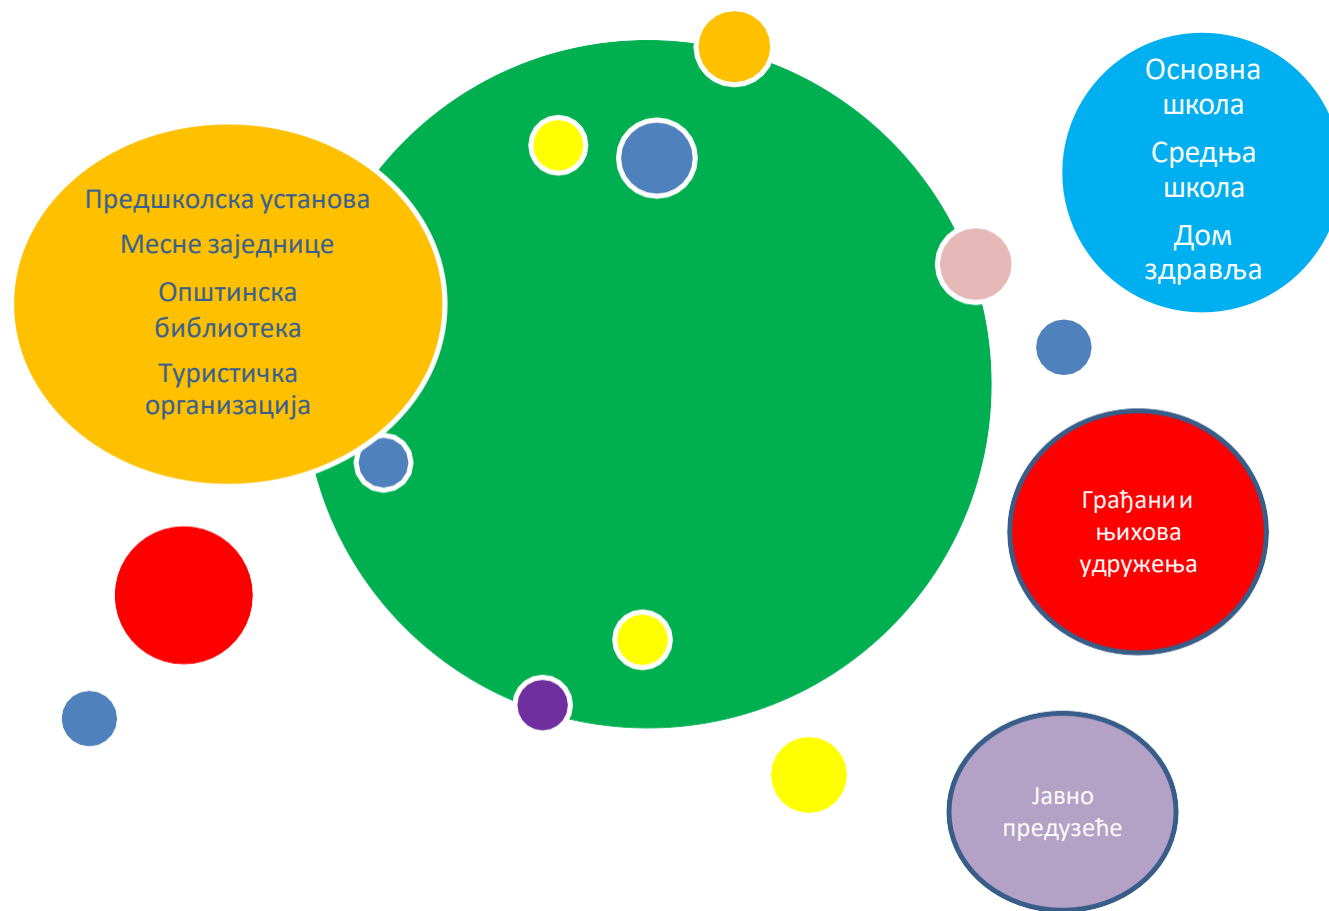 Предшколска установа
Месне заједнице
Општинска
библиотека
Туристичка
организација
Основна
школа
Средња
школа
Дом
здравља
Грађани и
њихова
удружења
Јавно
предузеће